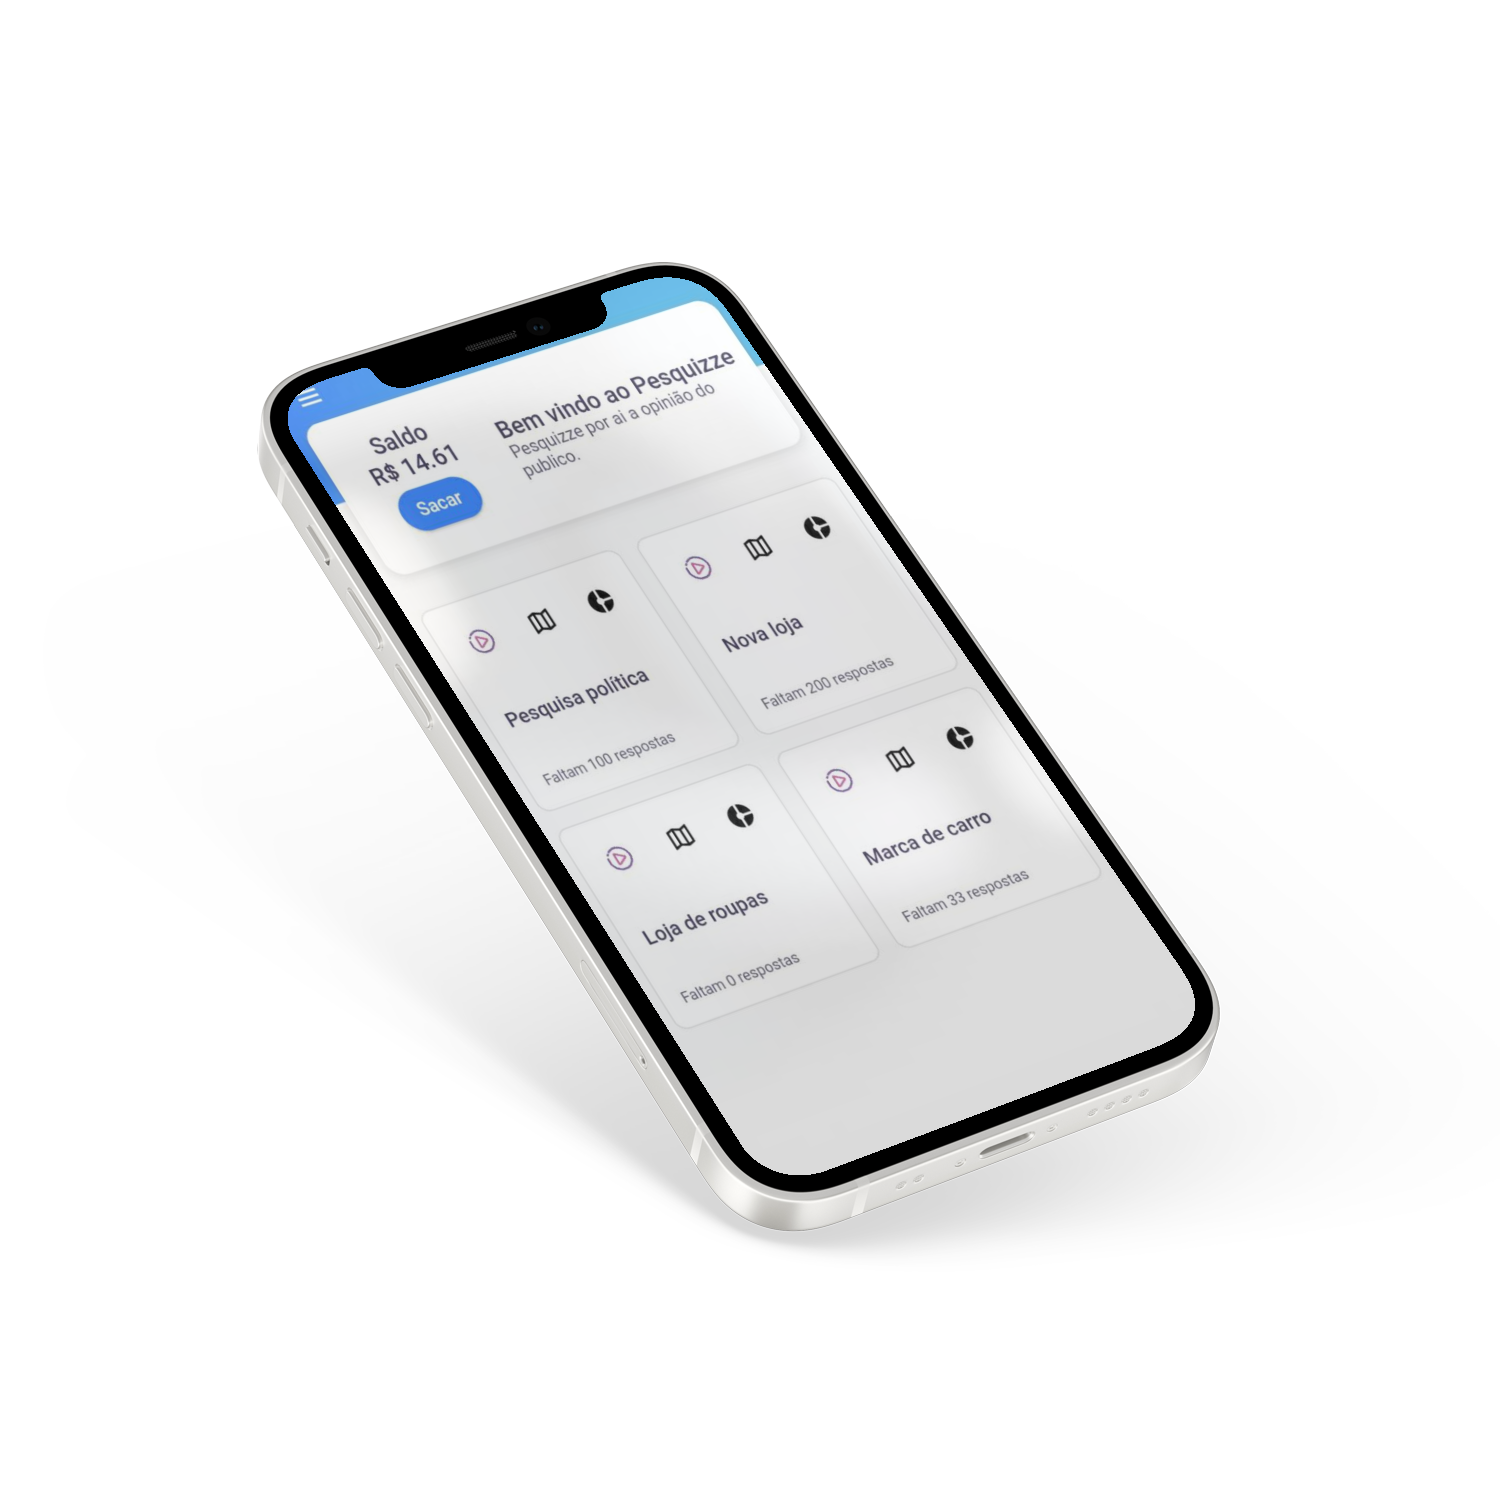 Saldo
R$ 14.61
Sacar
Bem vindo ao Pesquizze
Pesquizze por ai a opinião do
publico.
Pesquisa política
Faltam 100 respostas
Nova loja
Faltam 200 respostas
Loja de roupas
Faltam 0 respostas
Marca de carro
Faltam 33 respostas